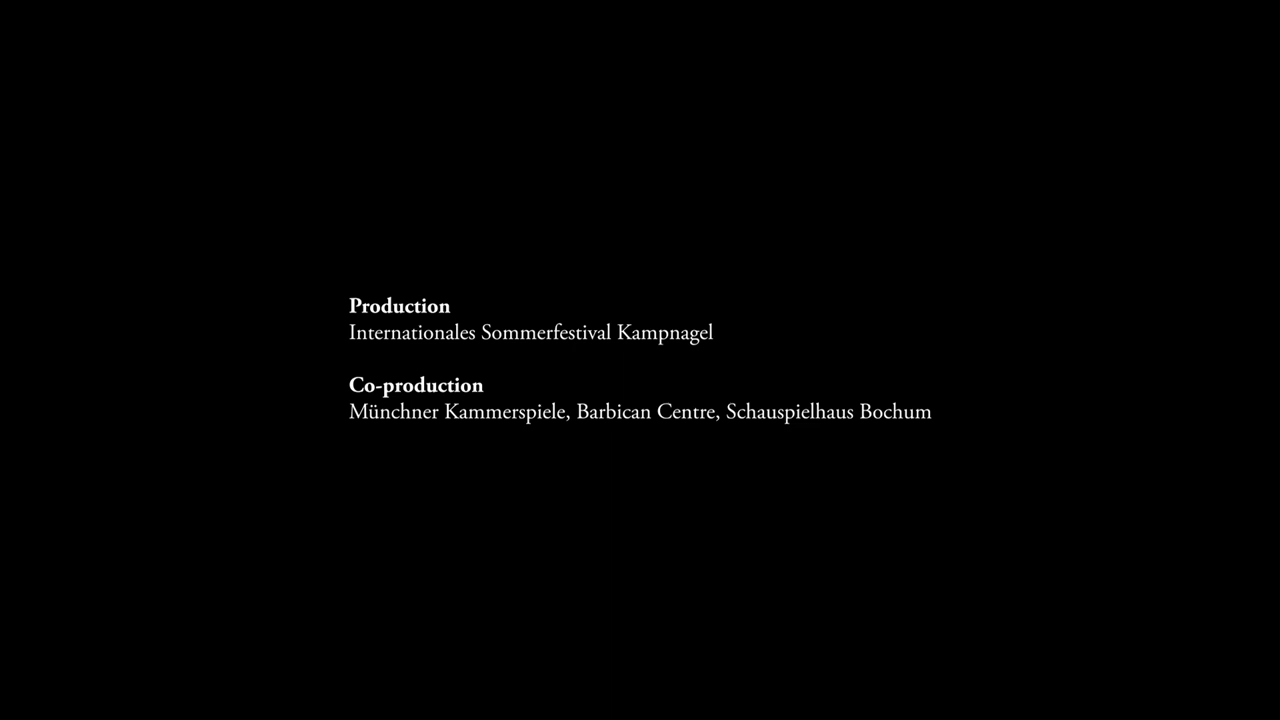 Production
Internationales Sommerfestival Kampnagel
Co-production
Münchner Kammerspiele, Barbican Centre, Schauspielhaus Bochum